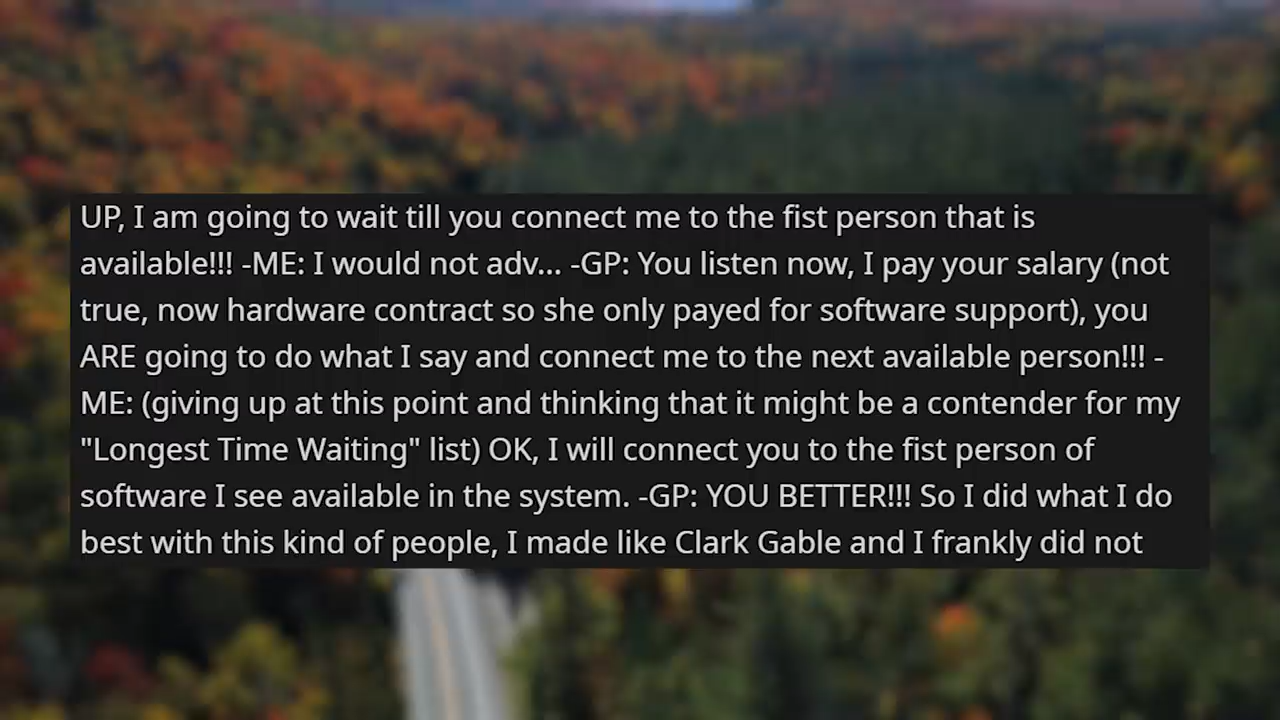 UP, I am going to wait till you connect me to the fist person that is
available!!! -ME: I would not adv... -GP: You listen now, I pay your salary (not
true, now hardware contract so she only payed for software support), you
ARE going to do what I say and connect me to the next available person!!! -
ME: (giving up at this point and thinking that it might be a contender for my
"Longest Time Waiting" list) OK, I will connect you to the fist person of
software I see available in the system. -GP: YOU BETTER!!! So I did what I do
best with this kind of people, I made like Clark Gable and I frankly did not